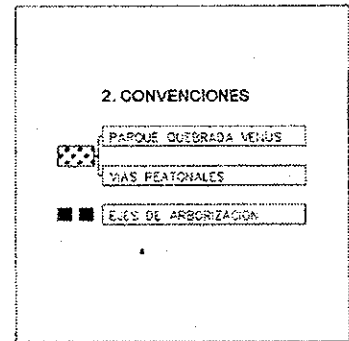 2. CONVENCIONES
PARQUE QUEBRADA VENUS
VIAS PEATONALES
EJES DE ARBORIZACION